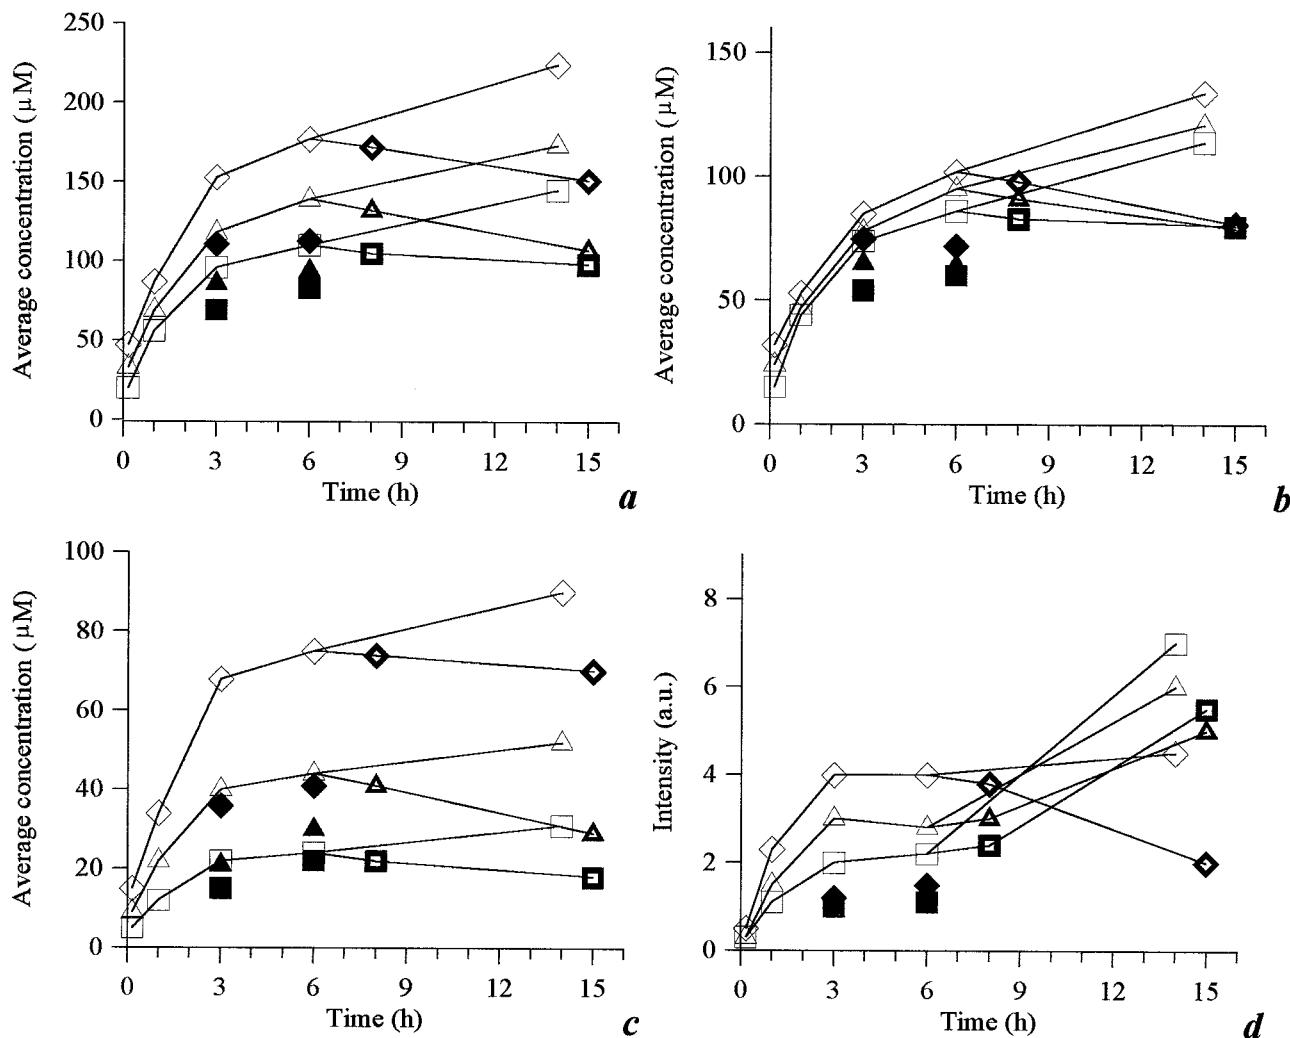 250
200
150
100
50
0
Average concentration ( μM)
0 3 6 9 12 15
Time (h)
a
150
100
50
0
Average concentration ( μM)
0 3 6 9 12 15
Time (h)
b
100
80
60
40
20
0
Average concentration ( μM)
0 3 6 9 12 15
Time (h)
c
8
6
4
2
0
Intensity (a.u.)
0 3 6 9 12 15
Time (h)
d